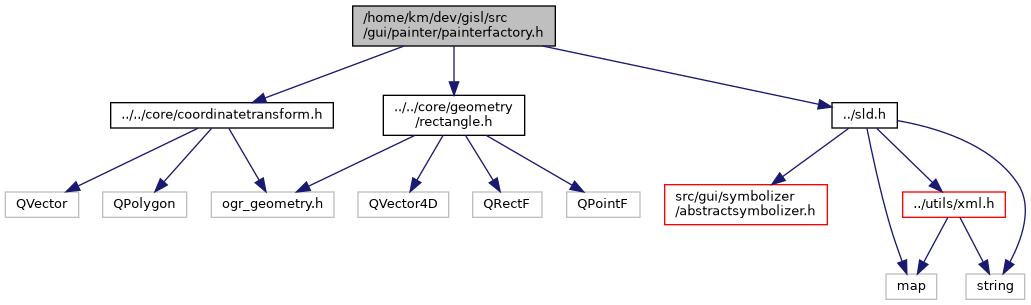 /home/km/dev/gisl/src
/gui/painter/painterfactory.h
../../core/coordinatetransform.h
../../core/geometry
/rectangle.h
../sld.h
QVector
QPolygon
ogr_geometry.h
QVector4D
QRectF
QPointF
src/gui/symbolizer
/abstractsymbolizer.h
../utils/xml.h
map
string